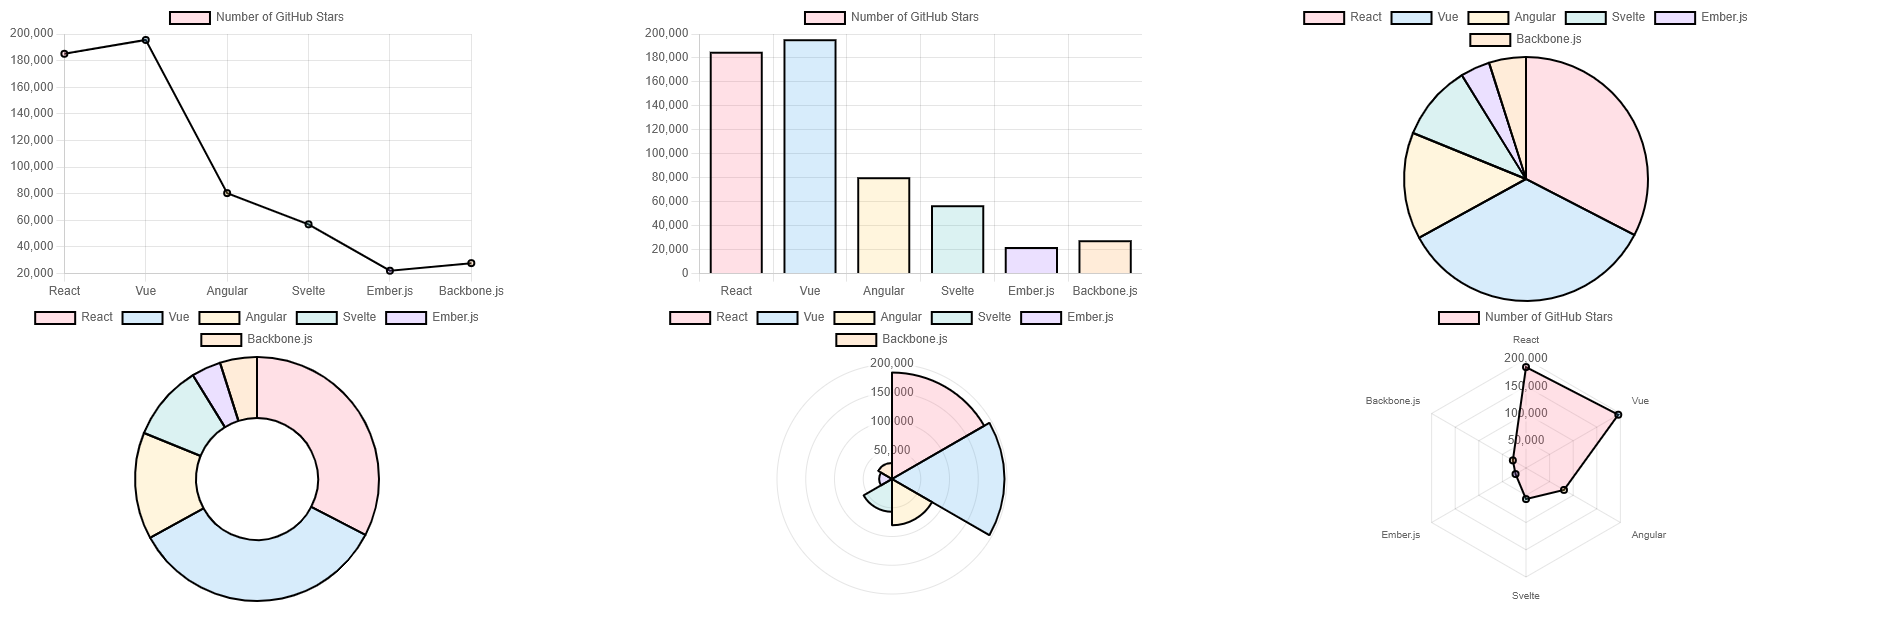 Number of GitHub Stars
200,000
180,000
160,000
140,000
120,000
100,000
80,000
60,000
40,000
20,000
React Vue Angular Svelte Ember.js Backbone.js
Number of GitHub Stars
200,000
180,000
160,000
140,000
120,000
100,000
80,000
60,000
40,000
20,000
0
React Vue Angular Svelte Ember.js Backbone.js
React Vue Angular Svelte Ember.js
Backbone.js
React Vue Angular Svelte Ember.js
Backbone.js
React Vue Angular Svelte Ember.js
Backbone.js
200,000
150,000
100,000
50,000
Number of GitHub Stars
React
200,000
150,000
Backbone.js Vue
100,000
50,000
Ember.js Angular
Svelte